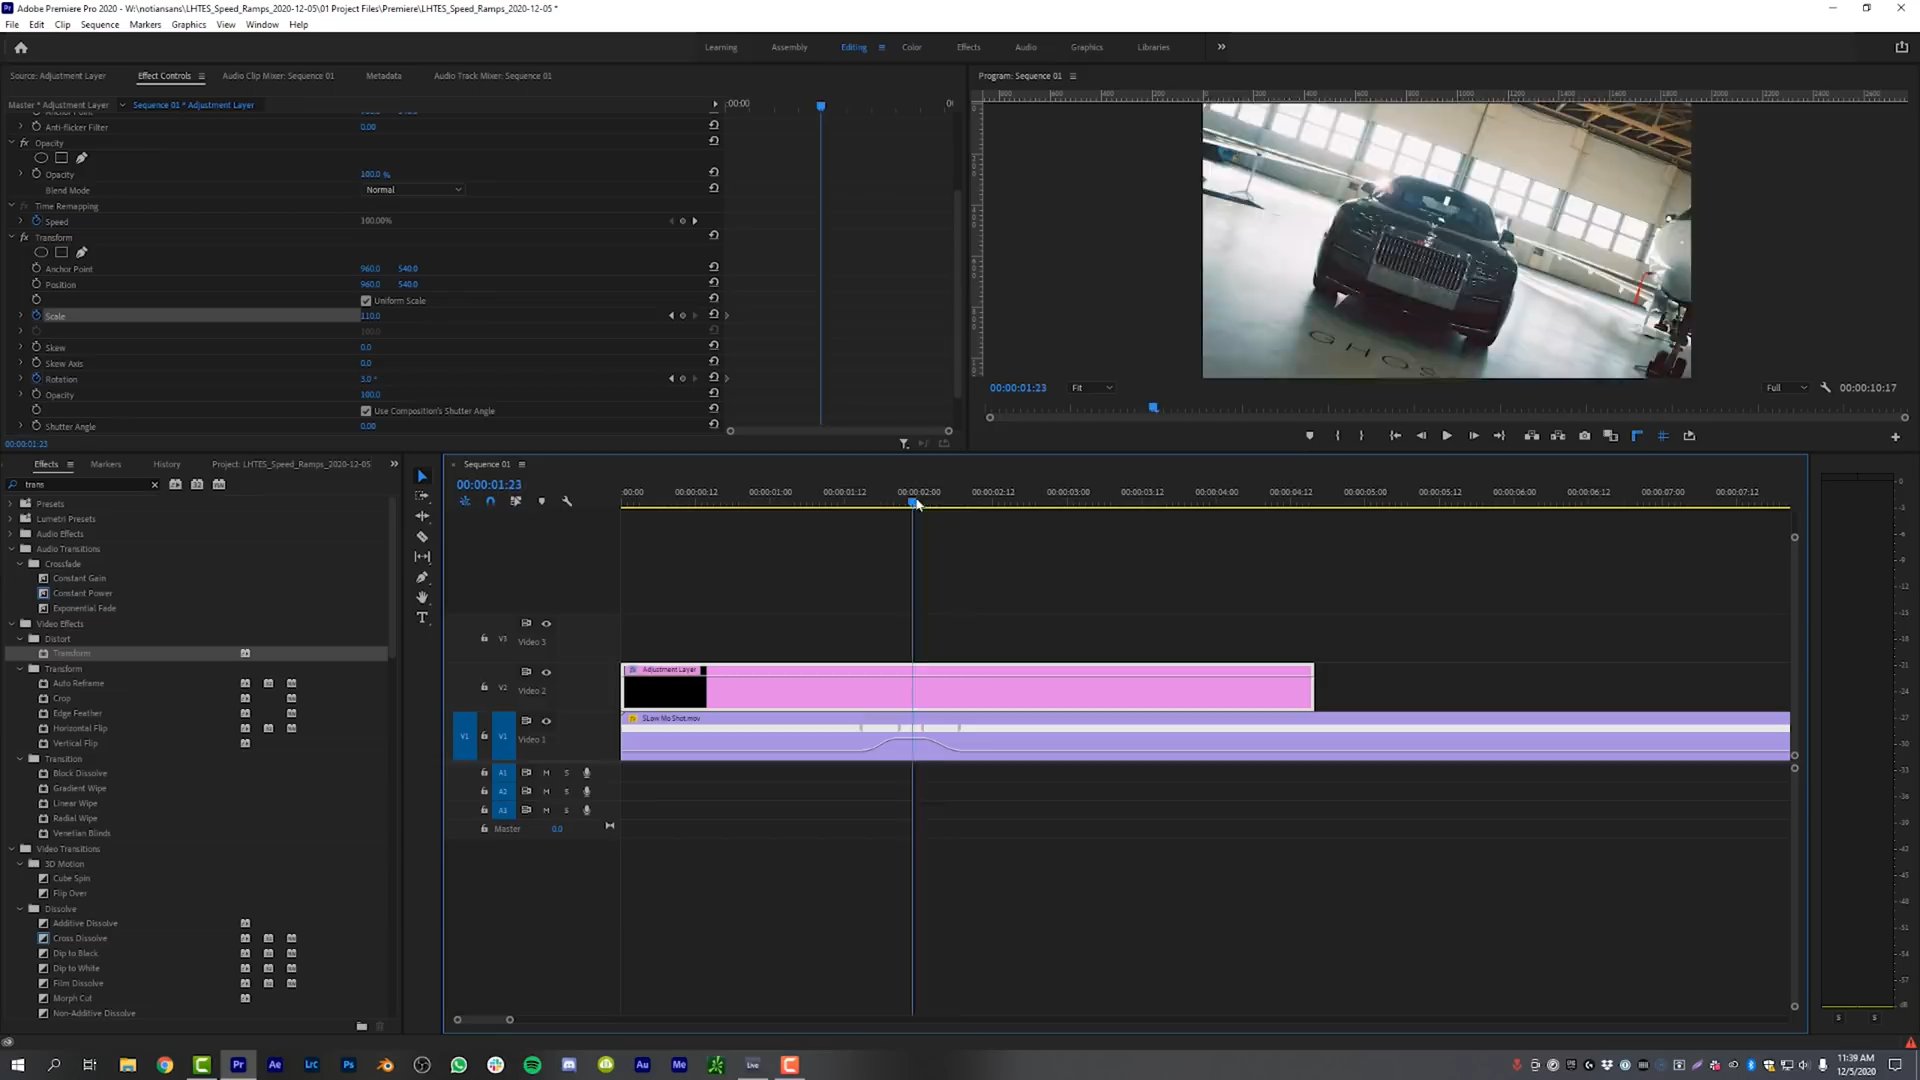 Adobe Premiere Pro 2020 - W:\notiansans\LHTES_Speed_Ramps_2020-12-05\01 Project Files\Premiere\LHTES_Speed_Ramps_2020-12-05 *
File Edit Clip Sequence Markers Graphics View Window Help
Learning Assembly Editing Color Effects Audio Graphics Libraries
Source: Adjustment Layer Effect Controls Audio Clip Mixer: Sequence 01 Metadata Audio Track Mixer: Sequence 01 Program: Sequence 01
Master * Adjustment Layer Sequence 01 * Adjustment Layer :00:00
Anti-flicker Filter 0.00
Opacity
Opacity 100.0 %
Blend Mode Normal
Time Remapping
Speed 100.00%
Transform
Anchor Point 960.0 540.0
Position 960.0 540.0
Uniform Scale
Scale 110.0
100.0
Skew 0.0
Skew Axis 0.0
Rotation 3.0 °
Opacity 100.0
Use Composition's Shutter Angle
Shutter Angle 0.00
00:00:01:23
GHOS
00:00:01:23 Fit Full 00:00:10:17
Effects Markers History Project: LHTES_Speed_Ramps_2020-12-05
trans
Presets
Lumetri Presets
Audio Effects
Audio Transitions
Crossfade
Constant Gain
Constant Power
Exponential Fade
Video Effects
Distort
Transform
Transform
Auto Reframe
Crop
Edge Feather
Horizontal Flip
Vertical Flip
Transition
Block Dissolve
Gradient Wipe
Linear Wipe
Radial Wipe
Venetian Blinds
Video Transitions
3D Motion
Cube Spin
Flip Over
Dissolve
Additive Dissolve
Cross Dissolve
Dip to Black
Dip to White
Film Dissolve
Morph Cut
Non-Additive Dissolve
Sequence 01
00:00:01:23
:00:00 00:00:00:12 00:00:01:00 00:00:01:12 00:00:02:00 00:00:02:12 00:00:03:00 00:00:03:12 00:00:04:00 00:00:04:12 00:00:05:00 00:00:05:12 00:00:06:00 00:00:06:12 00:00:07:00 00:00:07:12
V3 Video 3
V2 Video 2 Adjustment Layer
V1 V1 Video 1 SLow Mo Shot.mov
A1 M S
A2 M S
A3 M S
Master 0.0
S S
Pr Ae Lrc Ps Au Me Live
11:39 AM
12/5/2020